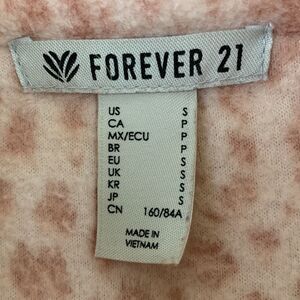 FOREVER 21
US S
CA P
MX/ECU P
BR P
EU S
UK S
KR S
JP S
CN 160/84A
MADE IN
VIETNAM